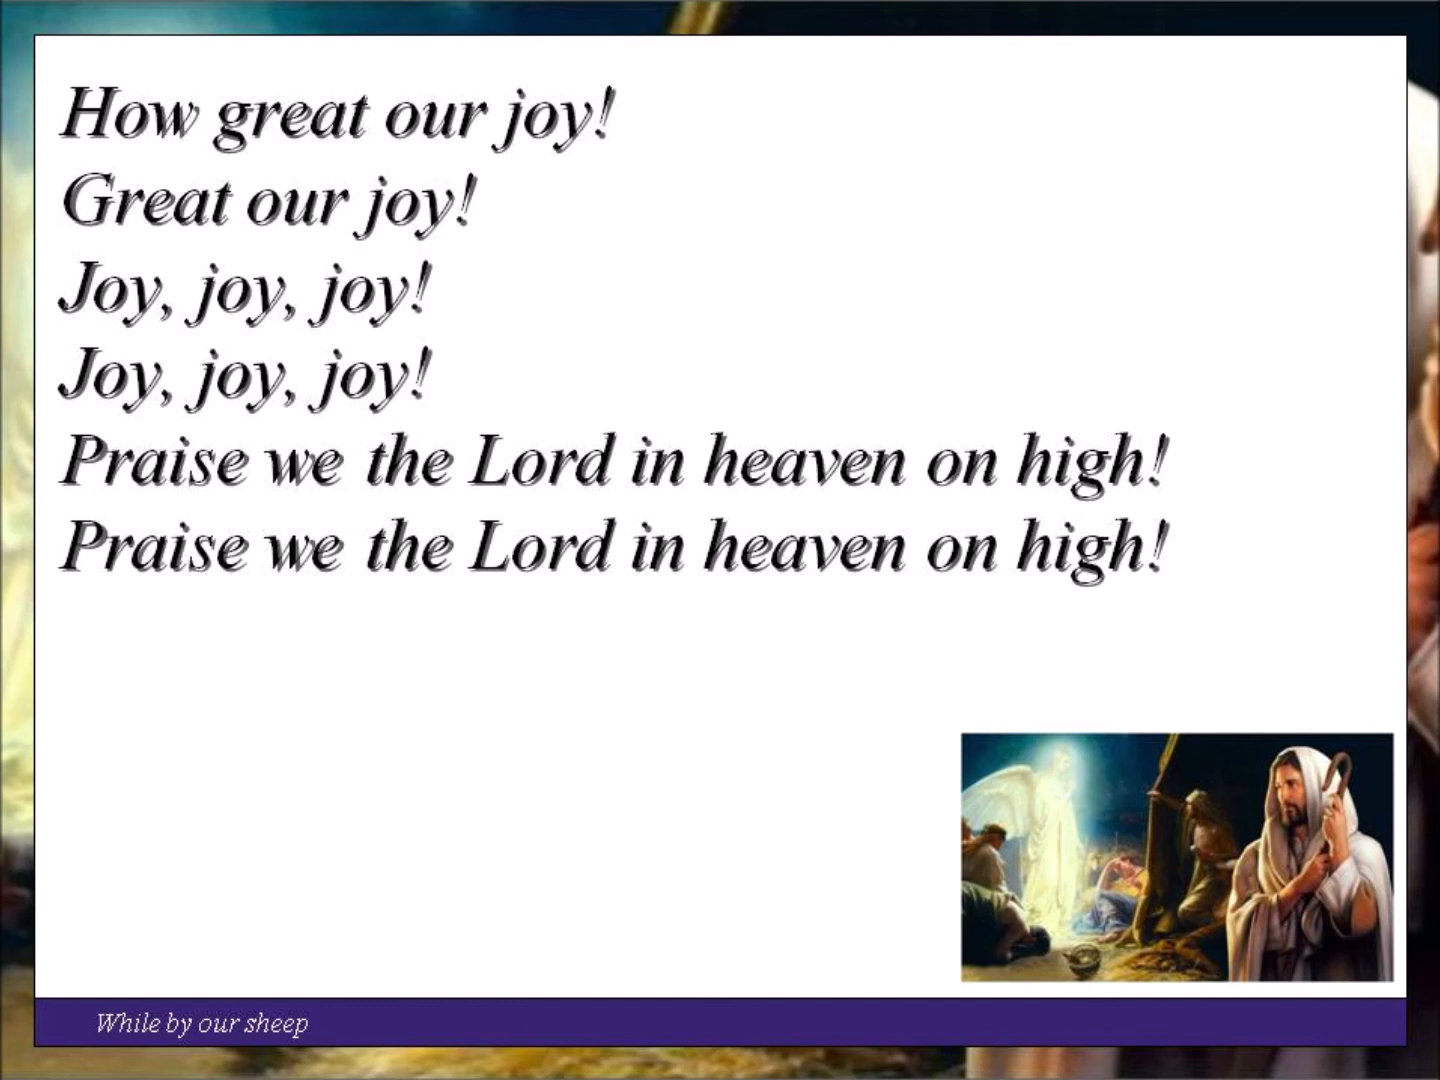 How great our joy!
Great our joy!
Joy, joy, joy!
Joy, joy, joy!
Praise we the Lord in heaven on high!
Praise we the Lord in heaven on high!
While by our sheep